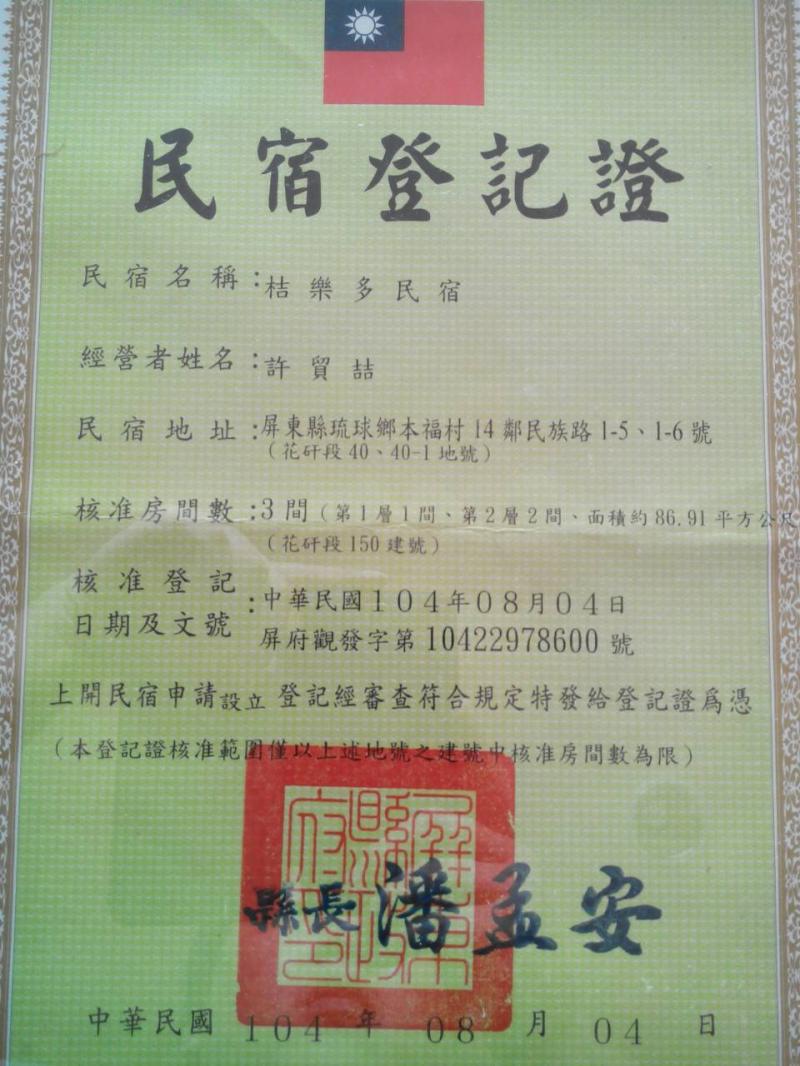 民宿登記證
民宿名稱：桔樂多民宿
經營者姓名：許貿喆
民宿地址：屏東縣琉球鄉本福村14鄰民族路1-5、1-6號
（花矸段40、40-1地號）
核准房間數：3間（第1層1間、第2層2間、面積約86.91平方公尺
（花矸段150建號）
核准登記
日期及文號：中華民國104年08月04日
屏府觀發字第10422978600號
上開民宿申請設立登記經審查符合規定特發給登記證為憑
（本登記證核准範圍僅以上述地號之建號中核准房間數為限）
屏東縣政府印
縣長潘孟安
中華民國104年08月04日